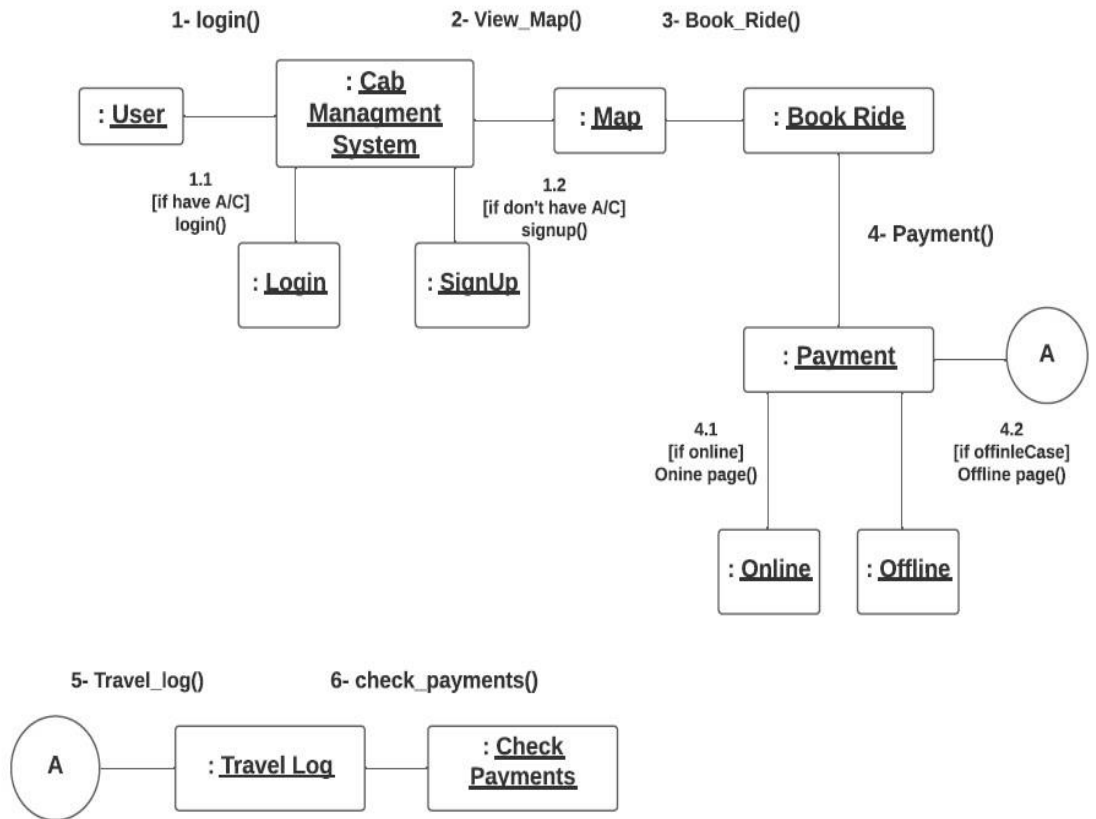 1- login()
2- View_Map()
3- Book_Ride()
: User
: Cab
Managment
System
: Map
: Book Ride
1.1
[if have A/C]
login()
1.2
[if don't have A/C]
signup()
4- Payment()
: Login
: SignUp
: Payment
A
4.1
[if online]
Onine page()
4.2
[if offinleCase]
Offline page()
: Online
: Offline
5- Travel_log()
6- check_payments()
A
: Travel Log
: Check
Payments